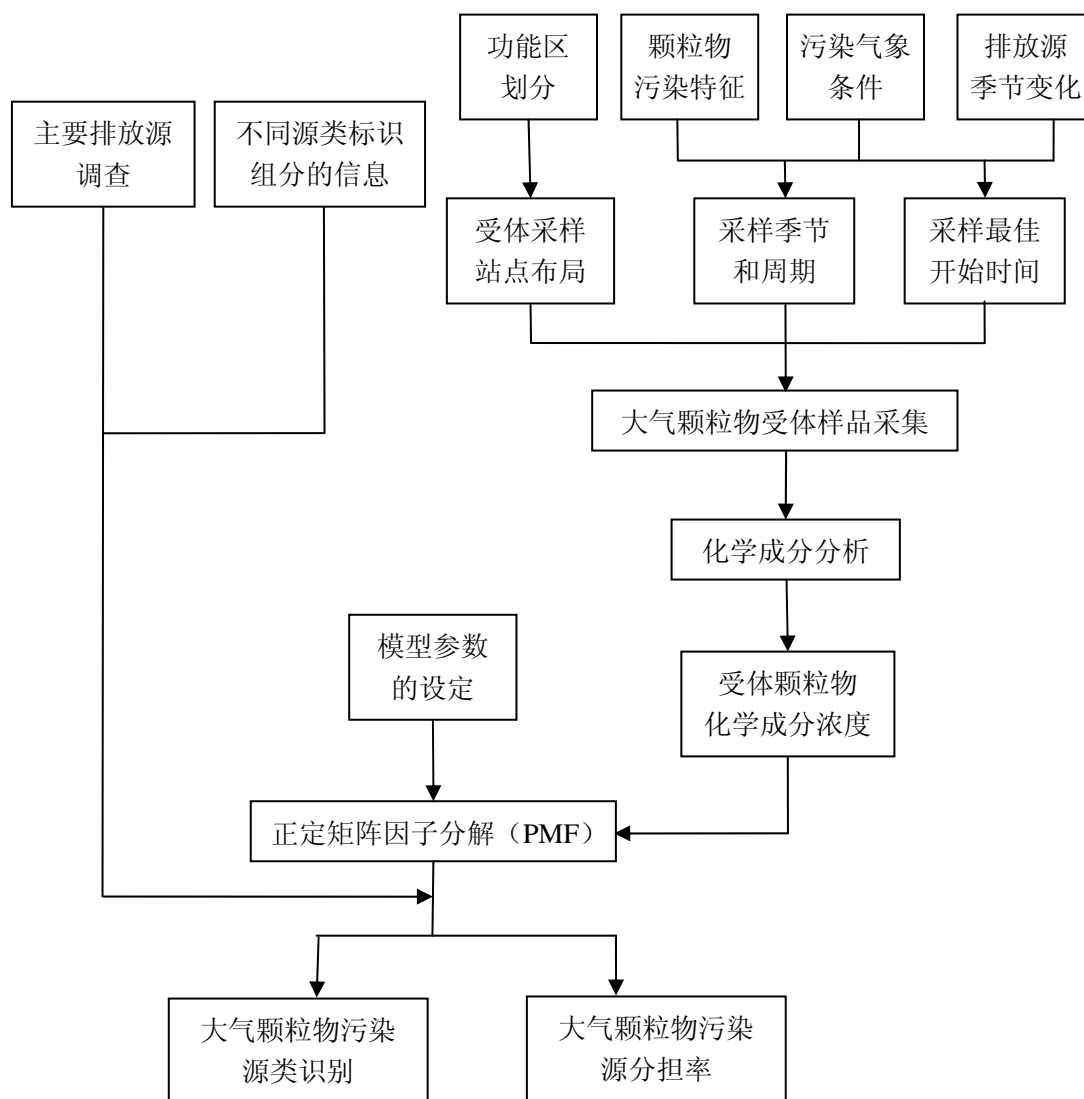 功能区
划分
颗粒物
污染特征
污染气象
条件
排放源
季节变化
主要排放源
调查
不同源类标识
组分的信息
受体采样
站点布局
采样季节
和周期
采样最佳
开始时间
大气颗粒物受体样品采集
化学成分分析
模型参数
的设定
受体颗粒物
化学成分浓度
正定矩阵因子分解（PMF）
大气颗粒物污染
源类识别
大气颗粒物污染
源分担率